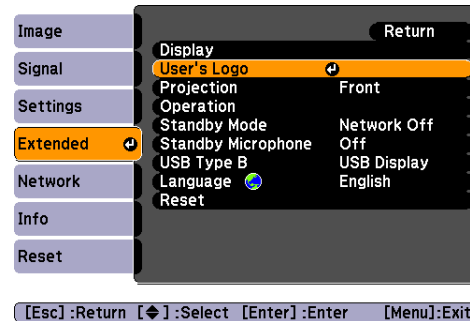 Image
Signal
Settings
Extended
Network
Info
Reset
Return
Display
User's Logo
Projection Front
Operation
Standby Mode Network Off
Standby Microphone Off
USB Type B USB Display
Language English
Reset
[Esc] :Return [◆] :Select [Enter] :Enter [Menu]:Exit